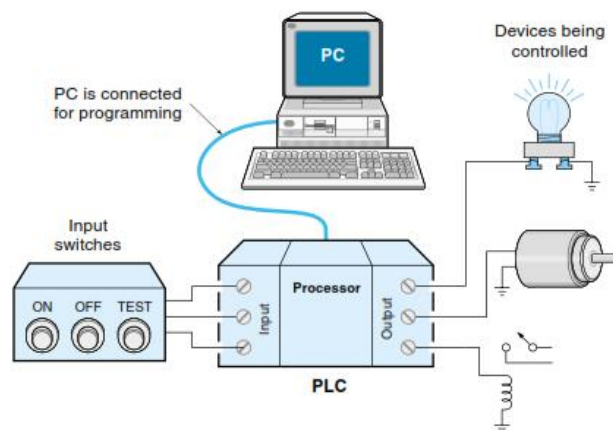 PC
Devices being
controlled
PC is connected
for programming
Input
switches
ON OFF TEST
Input
Processor
Output
PLC